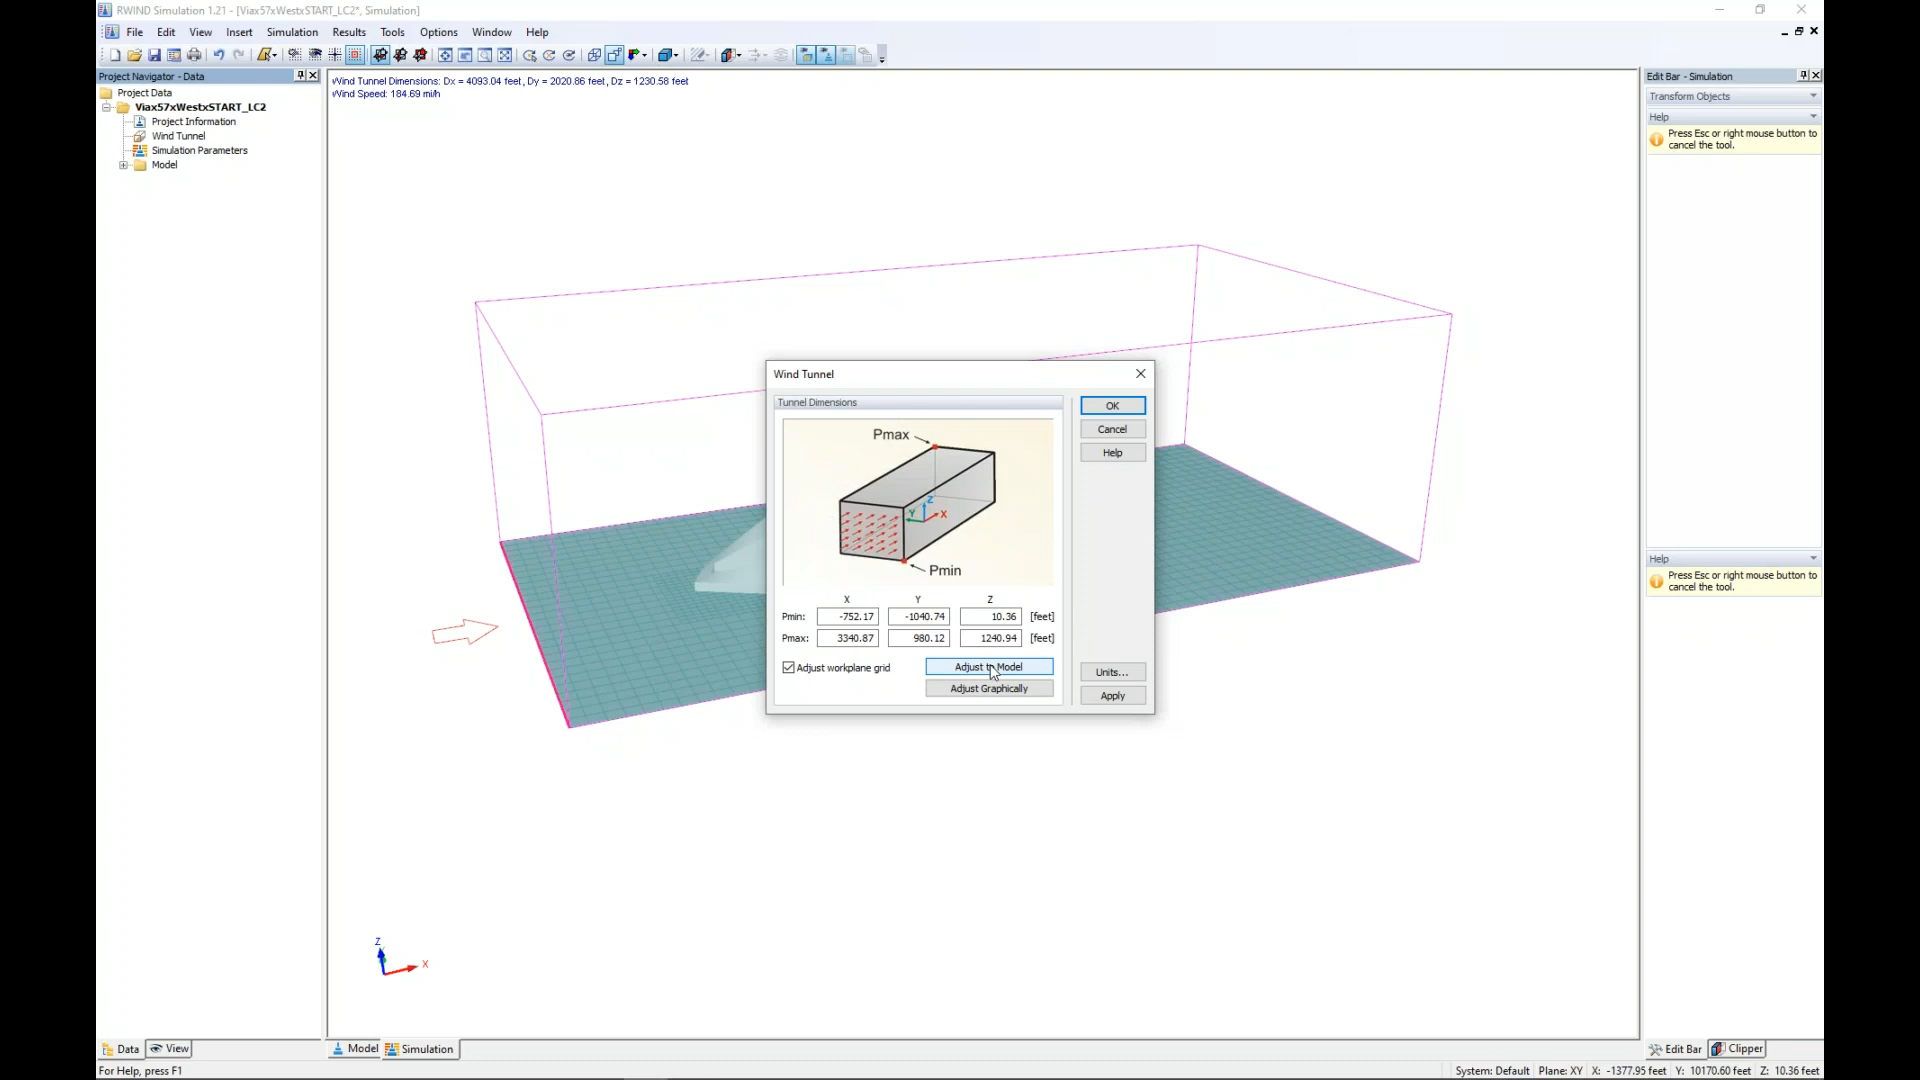 RWIND Simulation 1.21 - [Viax57xWestxSTART_LC2*, Simulation]
File Edit View Insert Simulation Results Tools Options Window Help
Project Navigator - Data
Project Data
Viax57xWestxSTART_LC2
Project Information
Wind Tunnel
Simulation Parameters
Model
Wind Tunnel Dimensions: Dx = 4093.04 feet, Dy = 2020.86 feet, Dz = 1230.58 feet
Wind Speed: 184.69 mi/h
Wind Tunnel
Tunnel Dimensions
Pmax
Z
Y X
Pmin
X Y Z
Pmin: -752.17 -1040.74 10.36 [feet]
Pmax: 3340.87 980.12 1240.94 [feet]
Adjust workplane grid
Adjust to Model
Adjust Graphically
OK
Cancel
Help
Units...
Apply
Z
X
Edit Bar - Simulation
Transform Objects
Help
Press Esc or right mouse button to
cancel the tool.
Help
Press Esc or right mouse button to
cancel the tool.
Data View
Model Simulation
Edit Bar Clipper
For Help, press F1
System: Default Plane: XY X: -1377.95 feet Y: 10170.60 feet Z: 10.36 feet